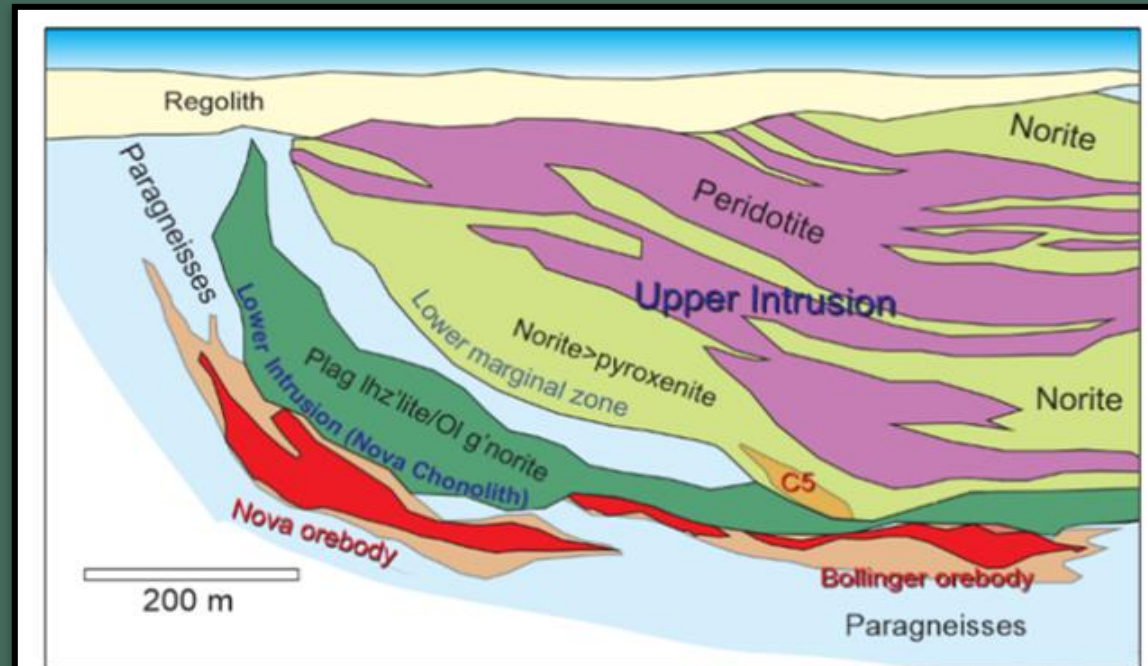 Regolith
Norite
Paragneisses
Peridotite
Upper Intrusion
Lower marginal zone
Norite>pyroxenite
Norite
Plag lhz'lite/Ol g'norite
Lower Intrusion (Nova Chonolith)
C5
Nova orebody
Bollinger orebody
200 m
Paragneisses